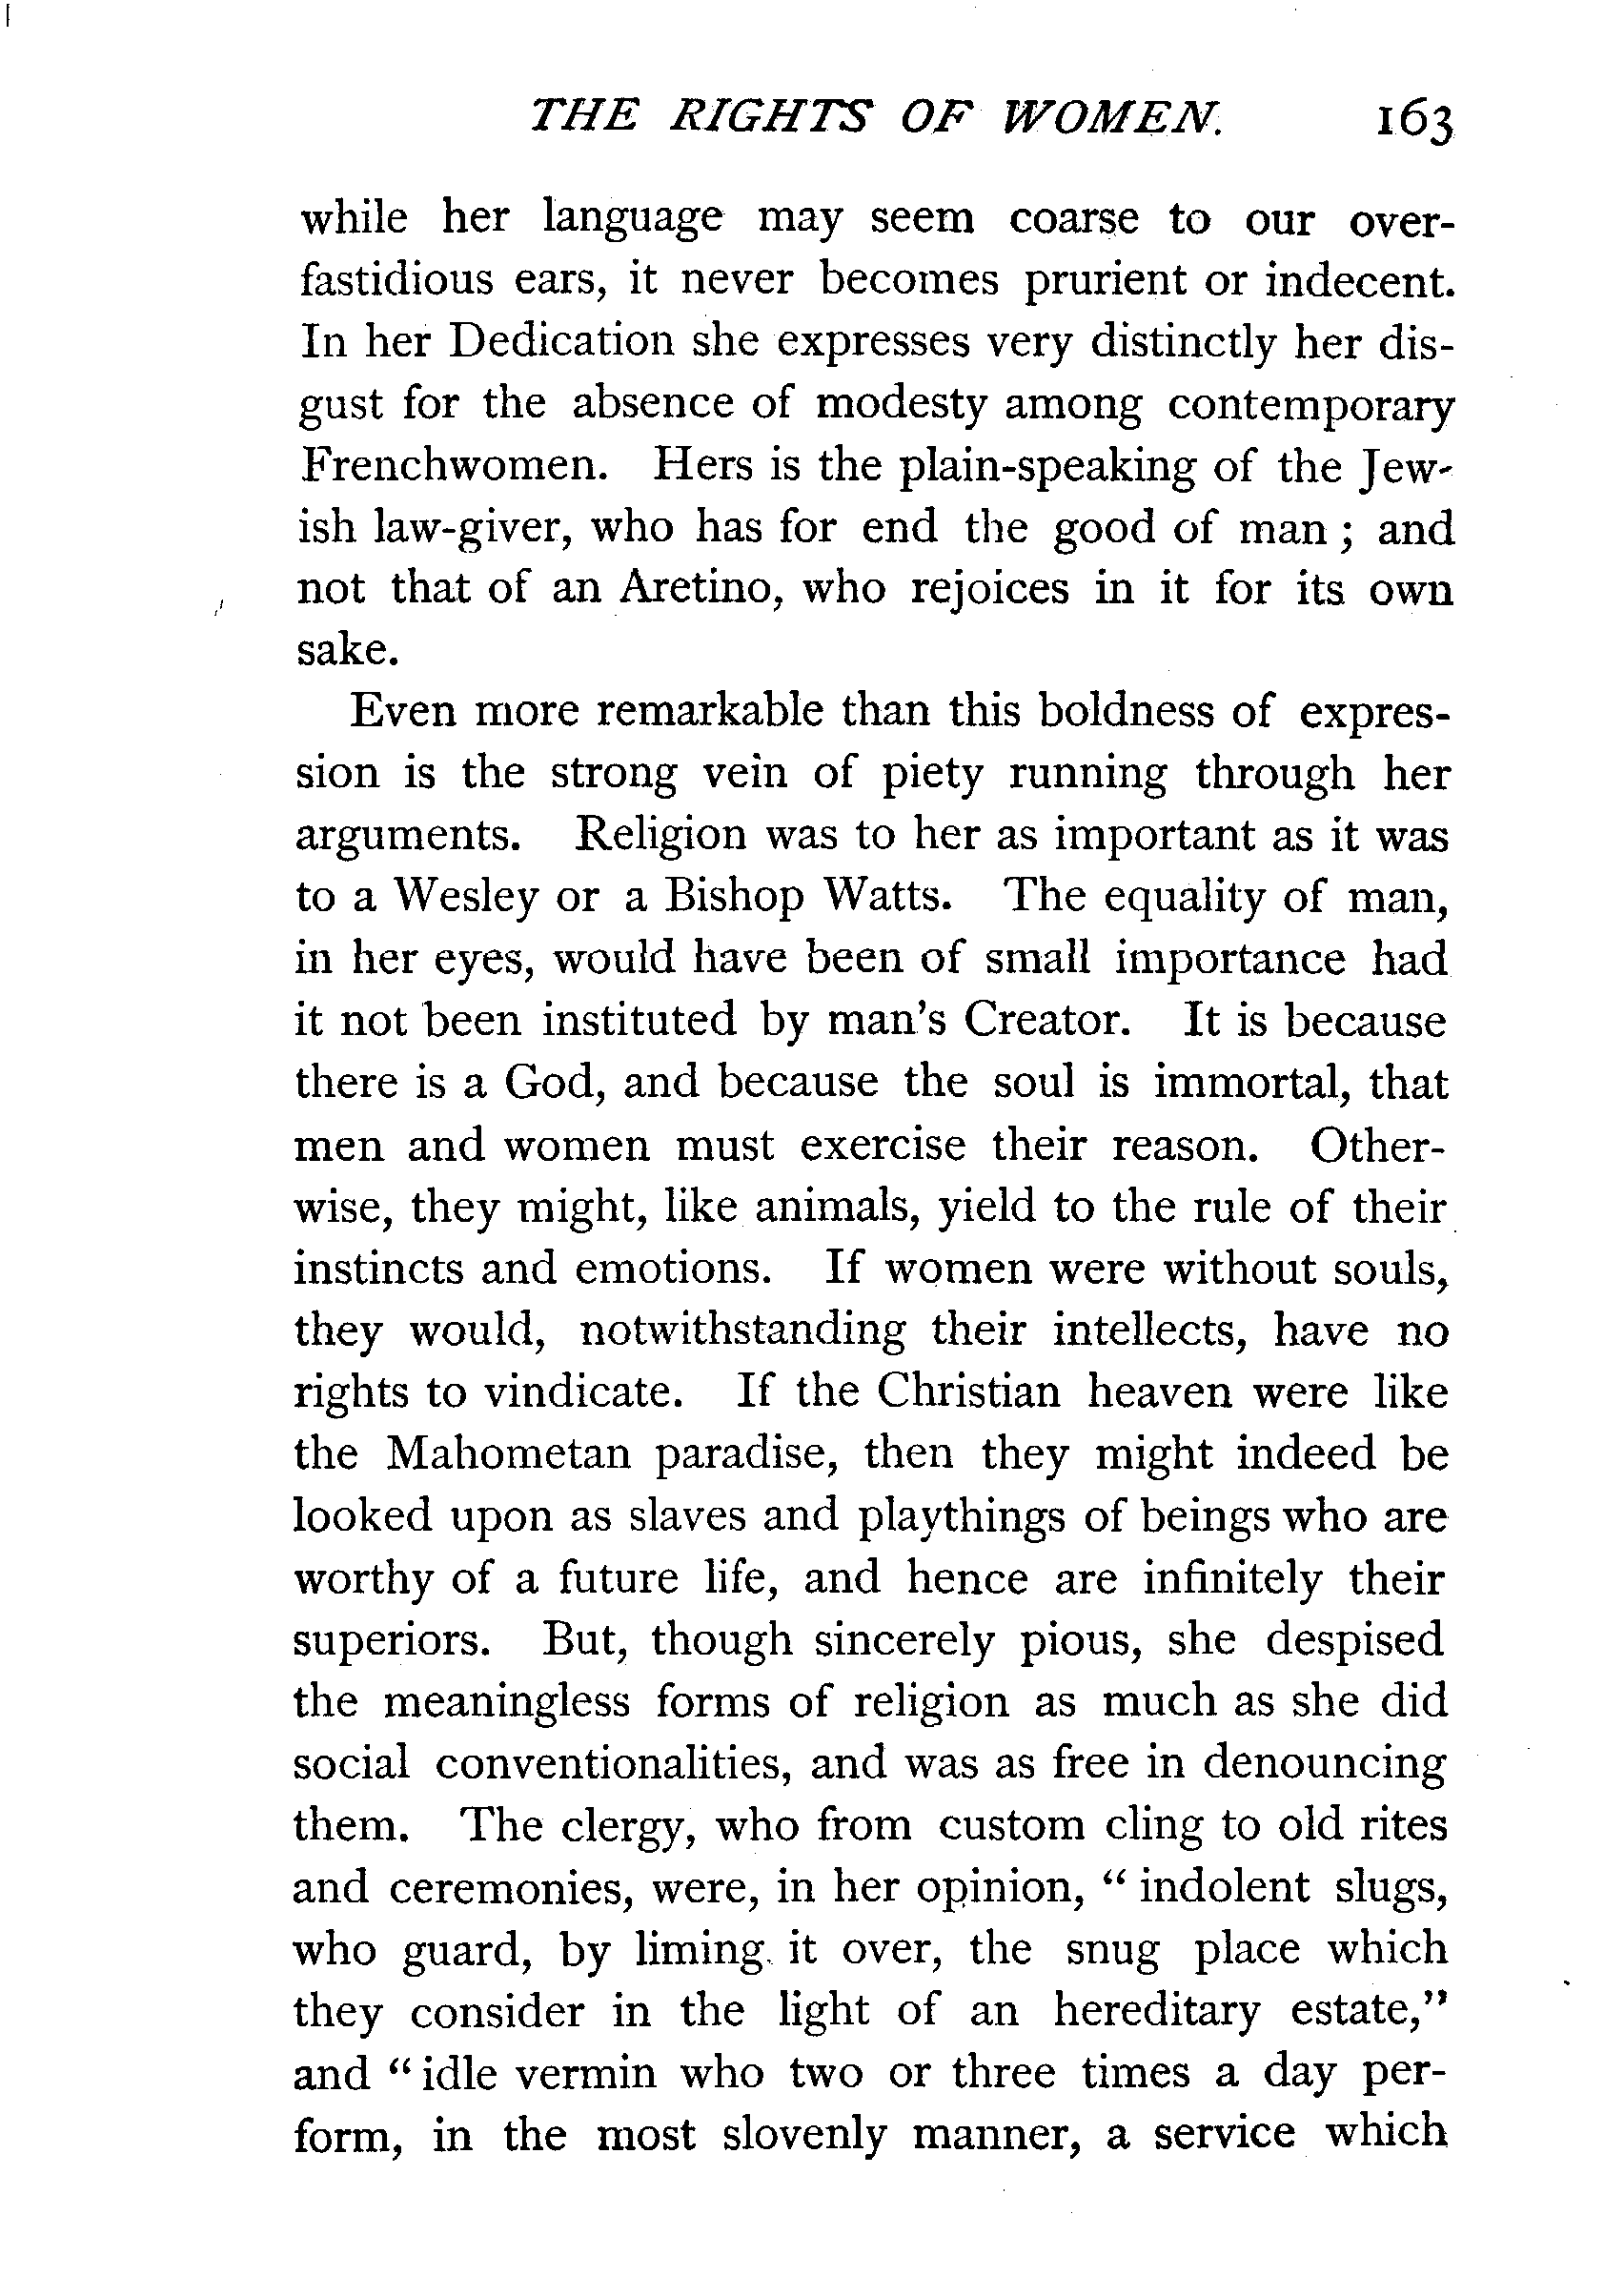 THE RIGHTS OF WOMEN. 163
while her language may seem coarse to our over-
fastidious ears, it never becomes prurient or indecent.
In her Dedication she expresses very distinctly her dis-
gust for the absence of modesty among contemporary
Frenchwomen. Hers is the plain-speaking of the Jew-
ish law-giver, who has for end the good of man; and
not that of an Aretino, who rejoices in it for its own
sake.
Even more remarkable than this boldness of expres-
sion is the strong vein of piety running through her
arguments. Religion was to her as important as it was
to a Wesley or a Bishop Watts. The equality of man,
in her eyes, would have been of small importance had
it not been instituted by man's Creator. It is because
there is a God, and because the soul is immortal, that
men and women must exercise their reason. Other-
wise, they might, like animals, yield to the rule of their
instincts and emotions. If women were without souls,
they would, notwithstanding their intellects, have no
rights to vindicate. If the Christian heaven were like
the Mahometan paradise, then they might indeed be
looked upon as slaves and playthings of beings who are
worthy of a future life, and hence are infinitely their
superiors. But, though sincerely pious, she despised
the meaningless forms of religion as much as she did
social conventionalities, and was as free in denouncing
them. The clergy, who from custom cling to old rites
and ceremonies, were, in her opinion, "indolent slugs,
who guard, by liming it over, the snug place which
they consider in the light of an hereditary estate,"
and "idle vermin who two or three times a day per-
form, in the most slovenly manner, a service which